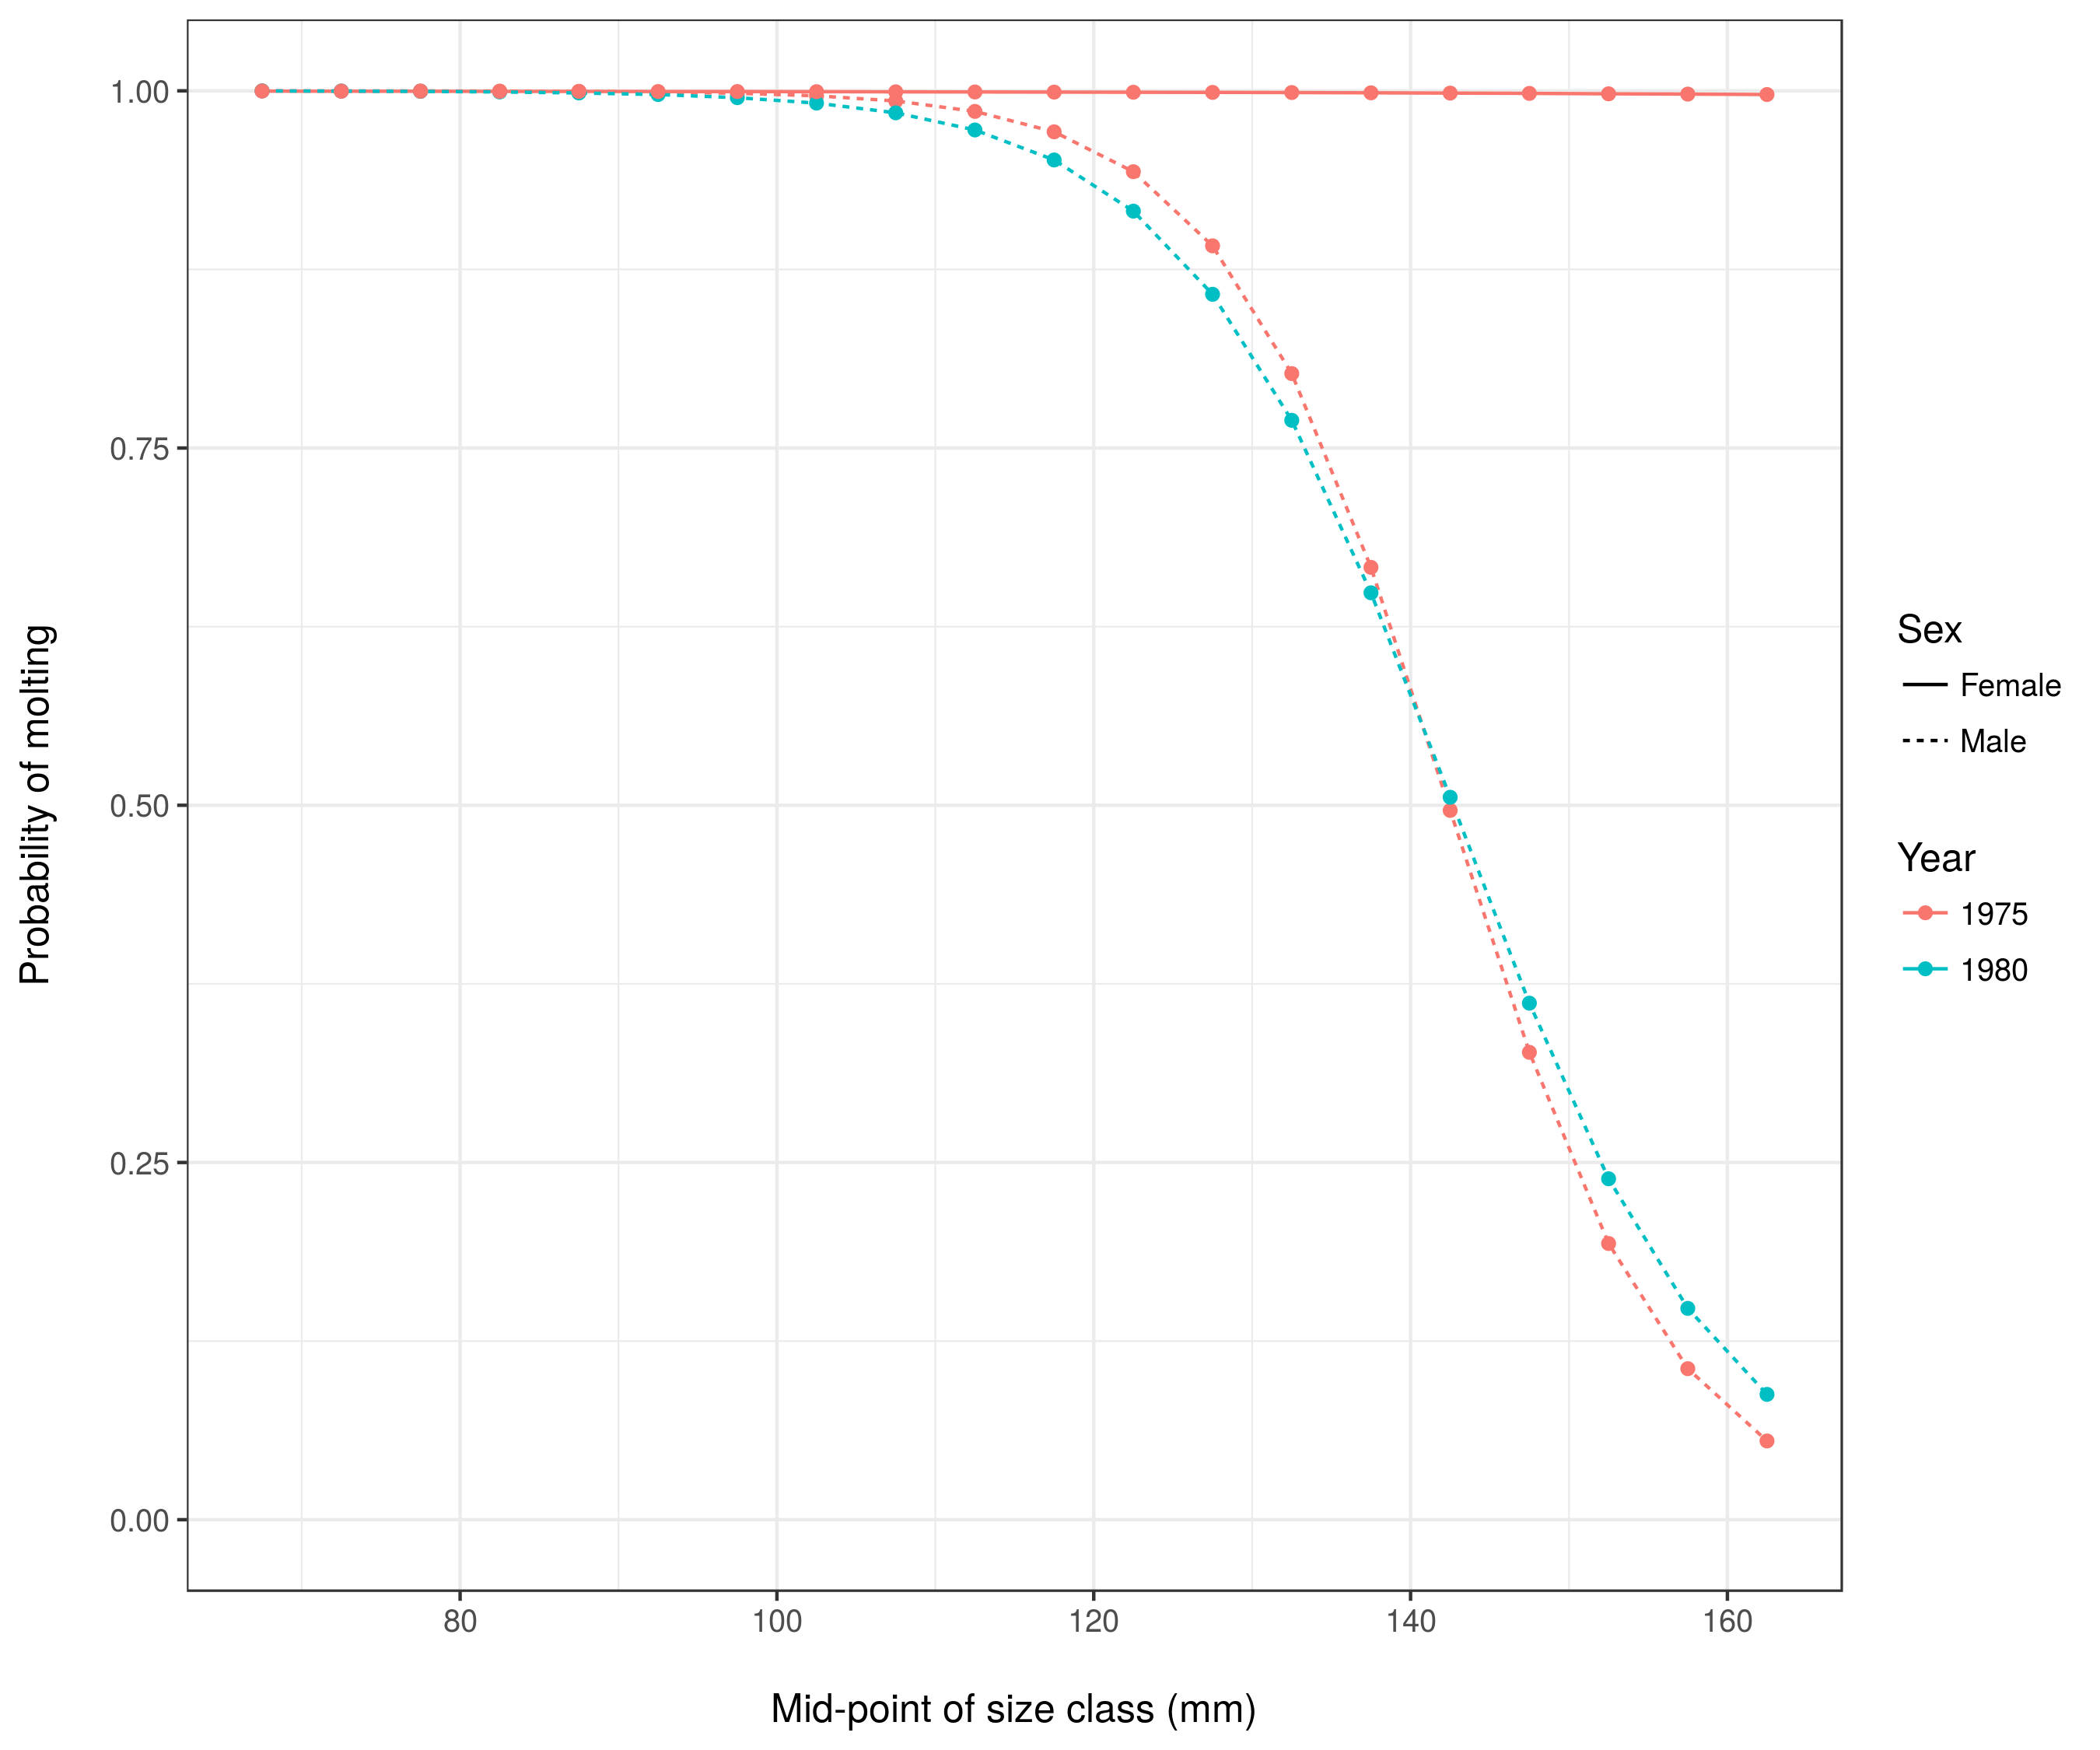 1.00
0.75
0.50
0.25
0.00
Probability of molting
80 100 120 140 160
Mid-point of size class (mm)
Sex
Female
Male
Year
1975
1980